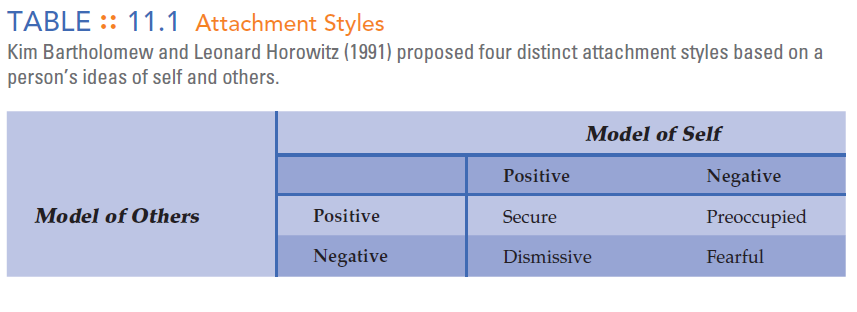 TABLE :: 11.1 Attachment Styles
Kim Bartholomew and Leonard Horowitz (1991) proposed four distinct attachment styles based on a
person's ideas of self and others.
Model of Self
Positive Negative
Model of Others Positive Secure Preoccupied
Negative Dismissive Fearful